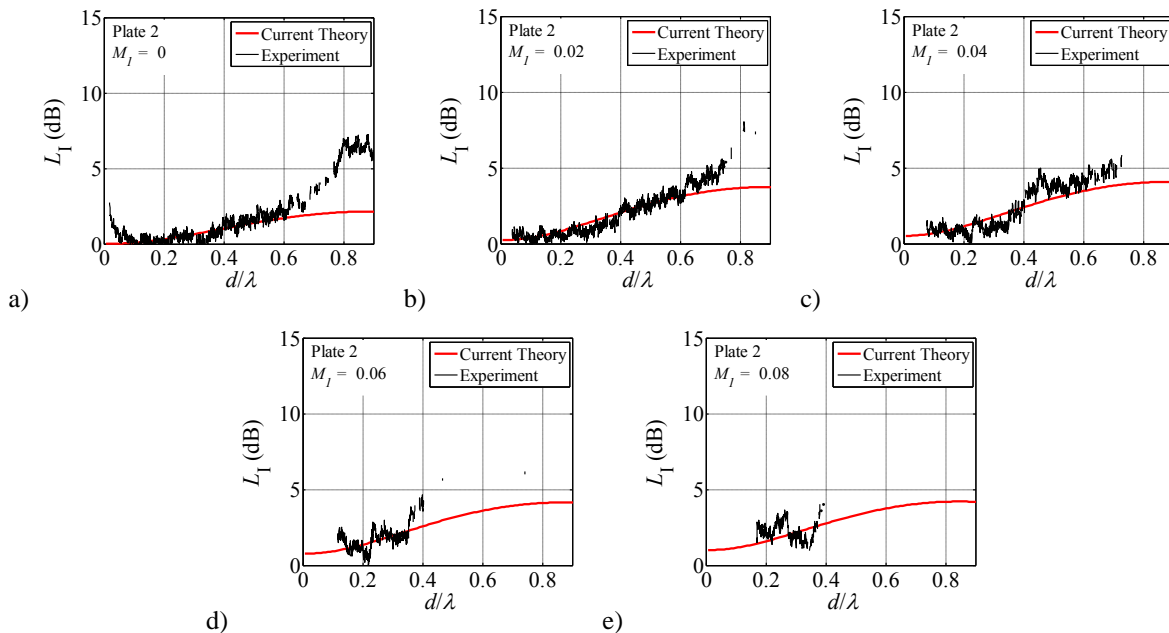 15
Plate 2
M_I = 0
Current Theory
Experiment
10
L_I (dB)
5
0
0 0.2 0.4 0.6 0.8
d/λ
a)
15
Plate 2
M_I = 0.02
Current Theory
Experiment
10
L_I (dB)
5
0
0 0.2 0.4 0.6 0.8
d/λ
b)
15
Plate 2
M_I = 0.04
Current Theory
Experiment
10
L_I (dB)
5
0
0 0.2 0.4 0.6 0.8
d/λ
c)
15
Plate 2
M_I = 0.06
Current Theory
Experiment
10
L_I (dB)
5
0
0 0.2 0.4 0.6 0.8
d/λ
d)
15
Plate 2
M_I = 0.08
Current Theory
Experiment
10
L_I (dB)
5
0
0 0.2 0.4 0.6 0.8
d/λ
e)